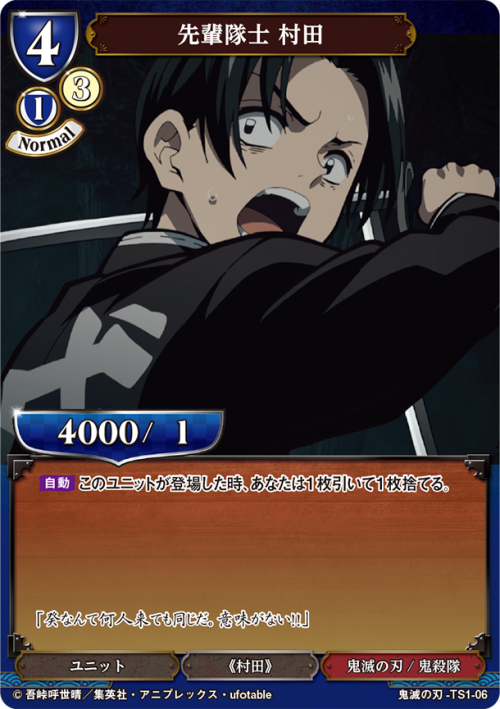 4
先輩隊士 村田
1
3
Normal
4000/ 1
自動 このユニットが登場した時、あなたは1枚引いて1枚捨てる。
「癸なんて何人来ても同じだ。意味がない!!」
ユニット
《村田》
鬼滅の刃 / 鬼殺隊
© 吾峠呼世晴／集英社・アニプレックス・ufotable
鬼滅の刃 -TS1-06